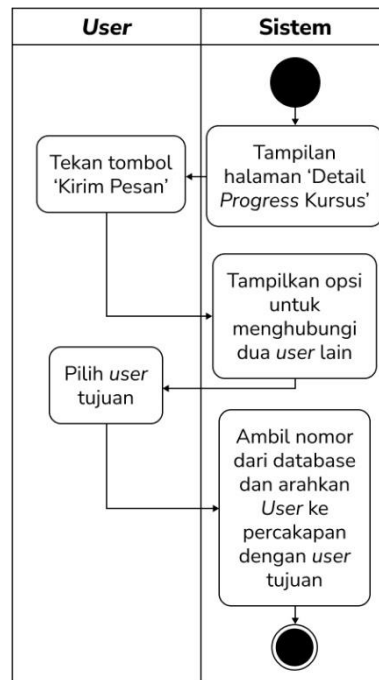 User
Sistem
Tampilan
halaman ‘Detail
Progress Kursus’
Tekan tombol
‘Kirim Pesan’
Tampilkan opsi
untuk
menghubungi
dua user lain
Pilih user
tujuan
Ambil nomor
dari database
dan arahkan
User ke
percakapan
dengan user
tujuan